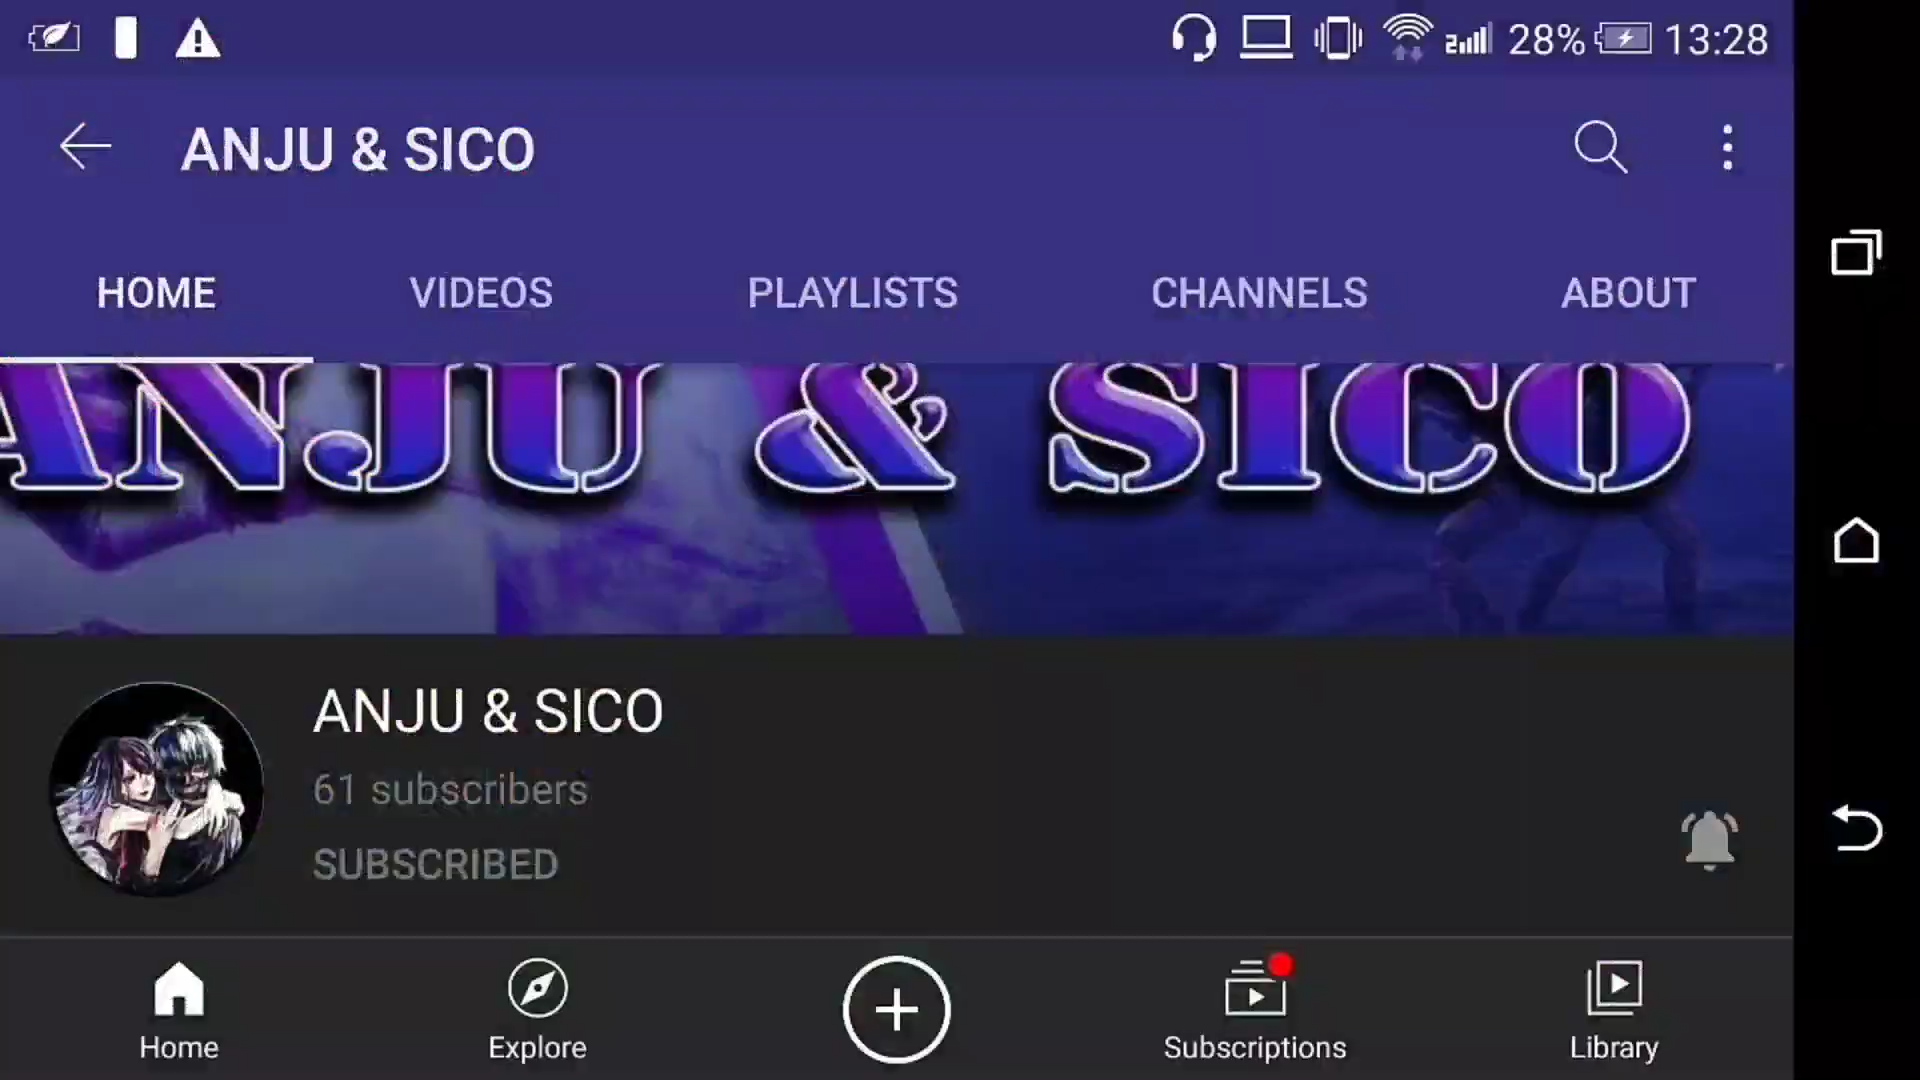 28% 13:28
ANJU & SICO
HOME VIDEOS PLAYLISTS CHANNELS ABOUT
ANJU & SICO
ANJU & SICO
61 subscribers
SUBSCRIBED
Home Explore Subscriptions Library